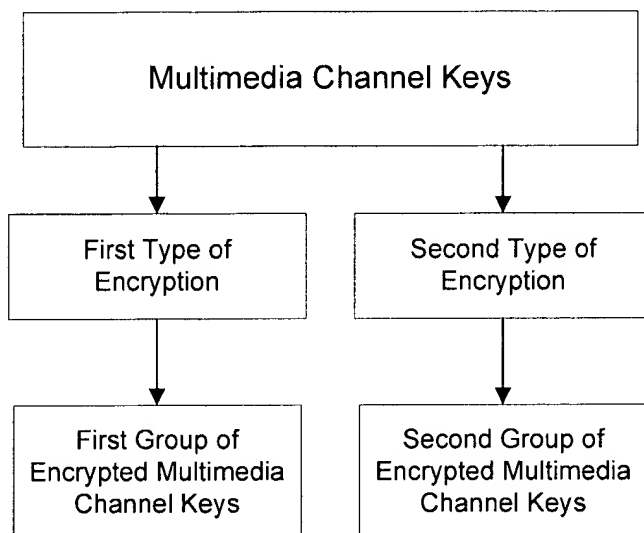 Multimedia Channel Keys
First Type of
Encryption
Second Type of
Encryption
First Group of
Encrypted Multimedia
Channel Keys
Second Group of
Encrypted Multimedia
Channel Keys